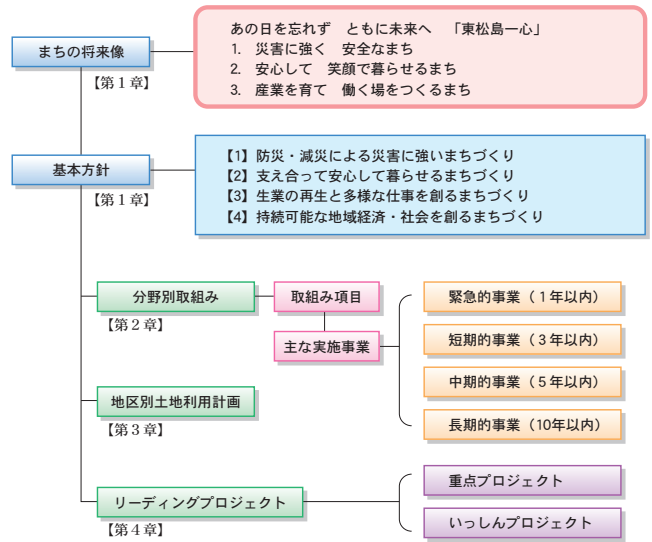 まちの将来像
【第1章】
あの日を忘れず　ともに未来へ　「東松島一心」
1.　災害に強く　安全なまち
2.　安心して　笑顔で暮らせるまち
3.　産業を育て　働く場をつくるまち
基本方針
【第1章】
【1】防災・減災による災害に強いまちづくり
【2】支え合って安心して暮らせるまちづくり
【3】生業の再生と多様な仕事を創るまちづくり
【4】持続可能な地域経済・社会を創るまちづくり
分野別取組み
【第2章】
取組み項目
主な実施事業
緊急的事業（１年以内）
短期的事業（３年以内）
中期的事業（５年以内）
長期的事業（10年以内）
地区別土地利用計画
【第3章】
リーディングプロジェクト
【第4章】
重点プロジェクト
いっしんプロジェクト